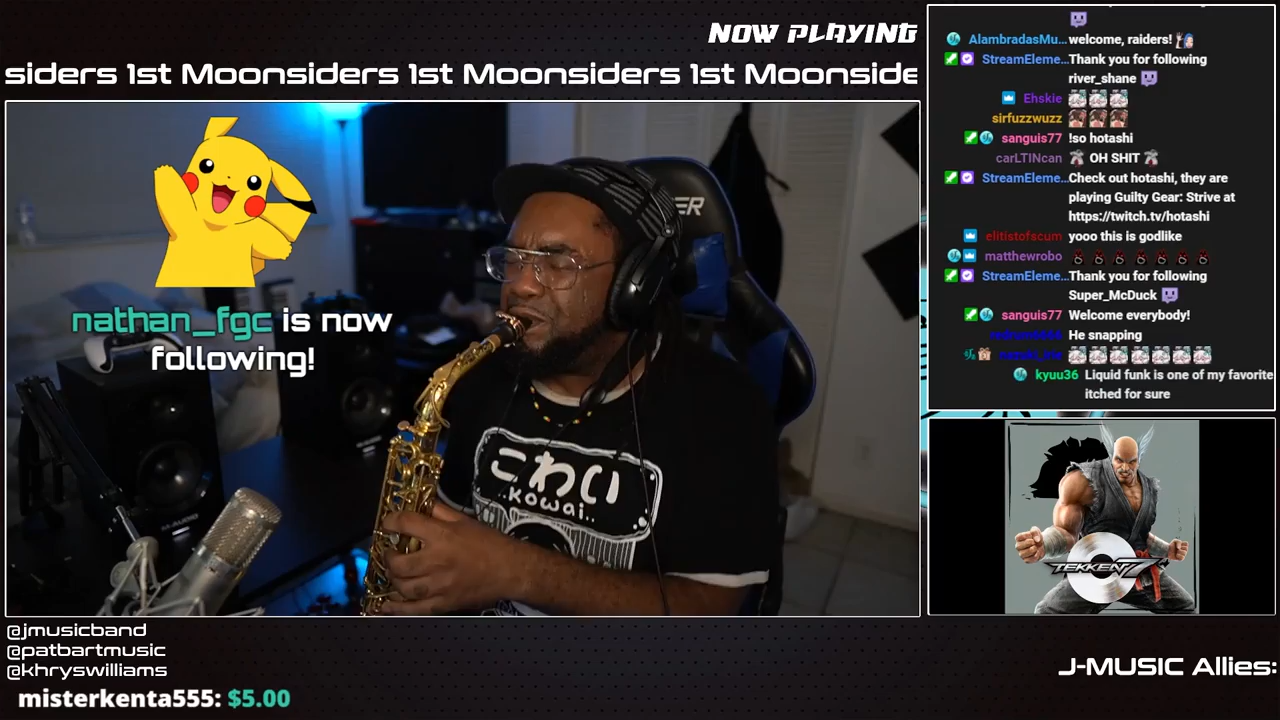 NOW PLAYING
siders 1st Moonsiders 1st Moonsiders 1st Moonside
nathan_fgc is now
following!
こわい
..kowai..
@jmusicband
@patbartmusic
@khryswilliams
misterkenta555: $5.00
AlambradasMu... welcome, raiders!
StreamEleme... Thank you for following
river_shane
Ehskie
sirfuzzwuzz
sanguis77 !so hotashi
carLTINcan OH SHIT
StreamEleme... Check out hotashi, they are
playing Guilty Gear: Strive at
https://twitch.tv/hotashi
elitistofscum yooo this is godlike
matthewrobo
StreamEleme... Thank you for following
Super_McDuck
sanguis77 Welcome everybody!
He snapping
kyuu36 Liquid funk is one of my favorite
itched for sure
TEKKEN 7
J-MUSIC Allies: